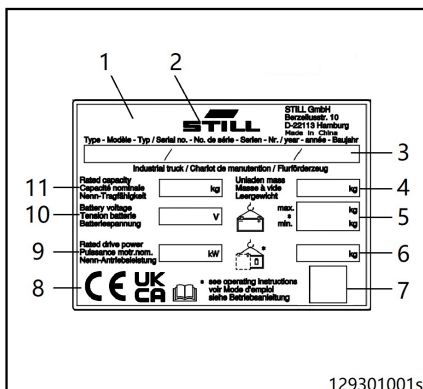 1
2
STILL
STILL GmbH
Berzeliusstr. 10
D-22113 Hamburg
Made in China
Type - Modèle - Typ / Serial no. - No. de série - Serien - Nr. / year - année - Baujahr
/ /
3
Industrial truck / Chariot de manutention / Flurförderzeug
11
Rated capacity
Capacité nominale
Nenn-Tragfähigkeit
kg
Unladen mass
Masse à vide
Leergewicht
kg
4
10
Battery voltage
Tension batterie
Batteriespannung
V
max.
s
min.
kg
kg
5
9
Rated drive power
Puissance motr.nom.
Nenn-Antriebsleistung
kW
*
kg
6
8
CE UK
CA
* see operating instructions
voir Mode d'emploi
siehe Betriebsanleitung
7
129301001s